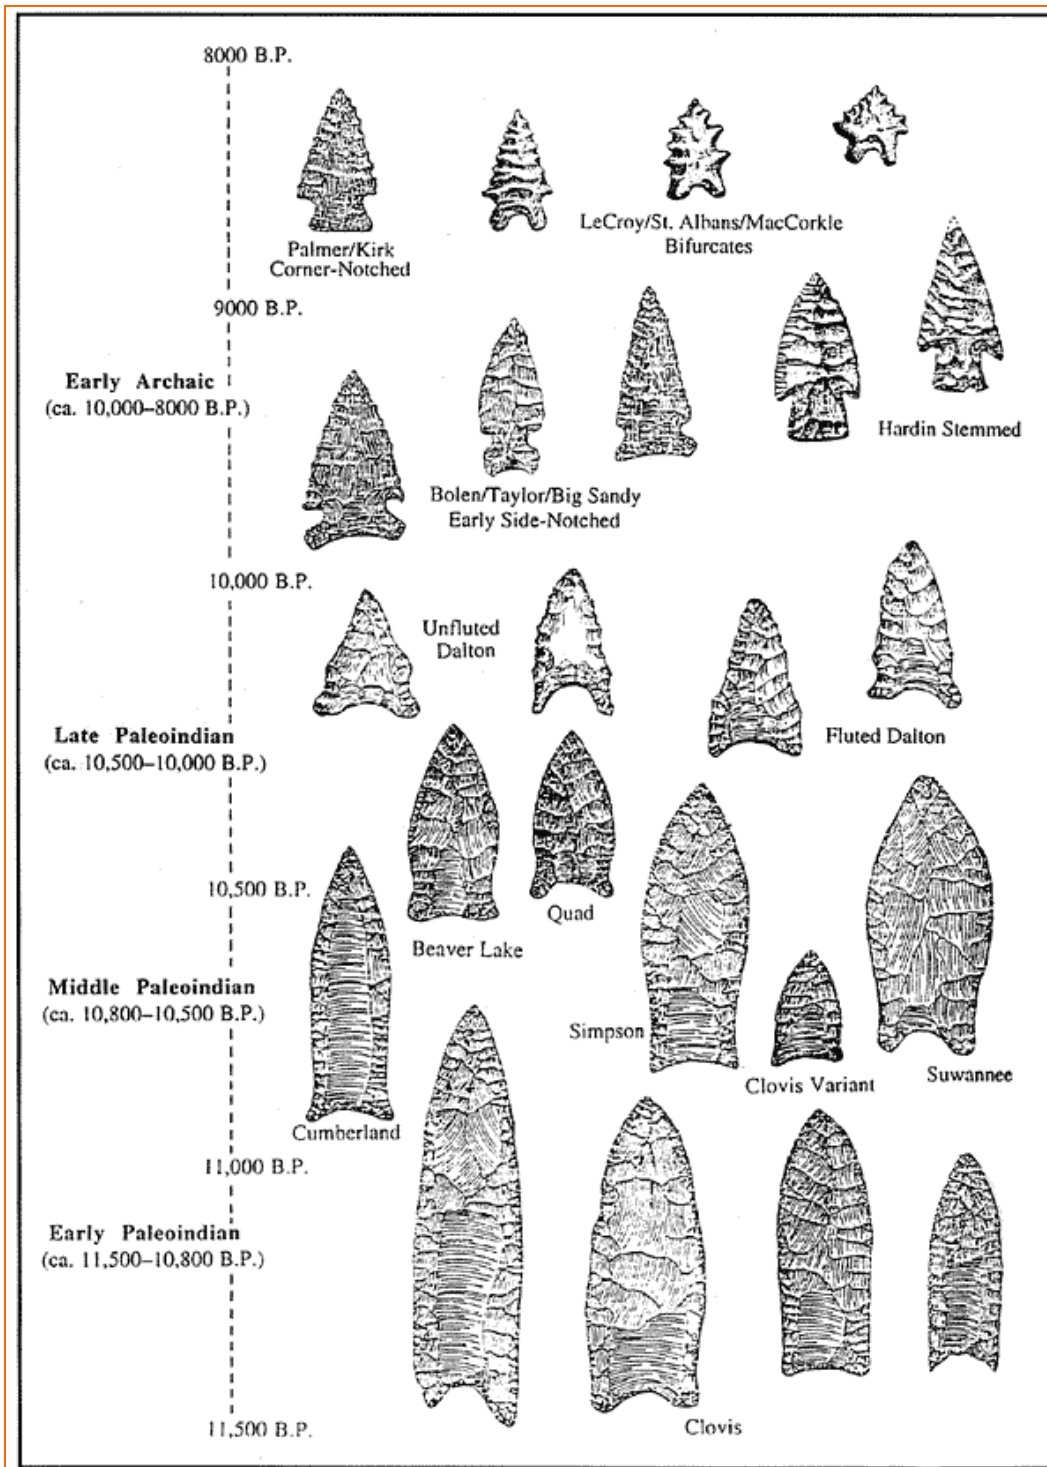 8000 B.P.
Palmer/Kirk
Corner-Notched
LeCroy/St. Albans/MacCorkle
Bifurcates
9000 B.P.
Early Archaic
(ca. 10,000–8000 B.P.)
Hardin Stemmed
Bolen/Taylor/Big Sandy
Early Side-Notched
10,000 B.P.
Unfluted
Dalton
Late Paleoindian
(ca. 10,500–10,000 B.P.)
Fluted Dalton
10,500 B.P.
Quad
Beaver Lake
Middle Paleoindian
(ca. 10,800–10,500 B.P.)
Simpson
Clovis Variant
Suwannee
Cumberland
11,000 B.P.
Early Paleoindian
(ca. 11,500–10,800 B.P.)
Clovis
11,500 B.P.